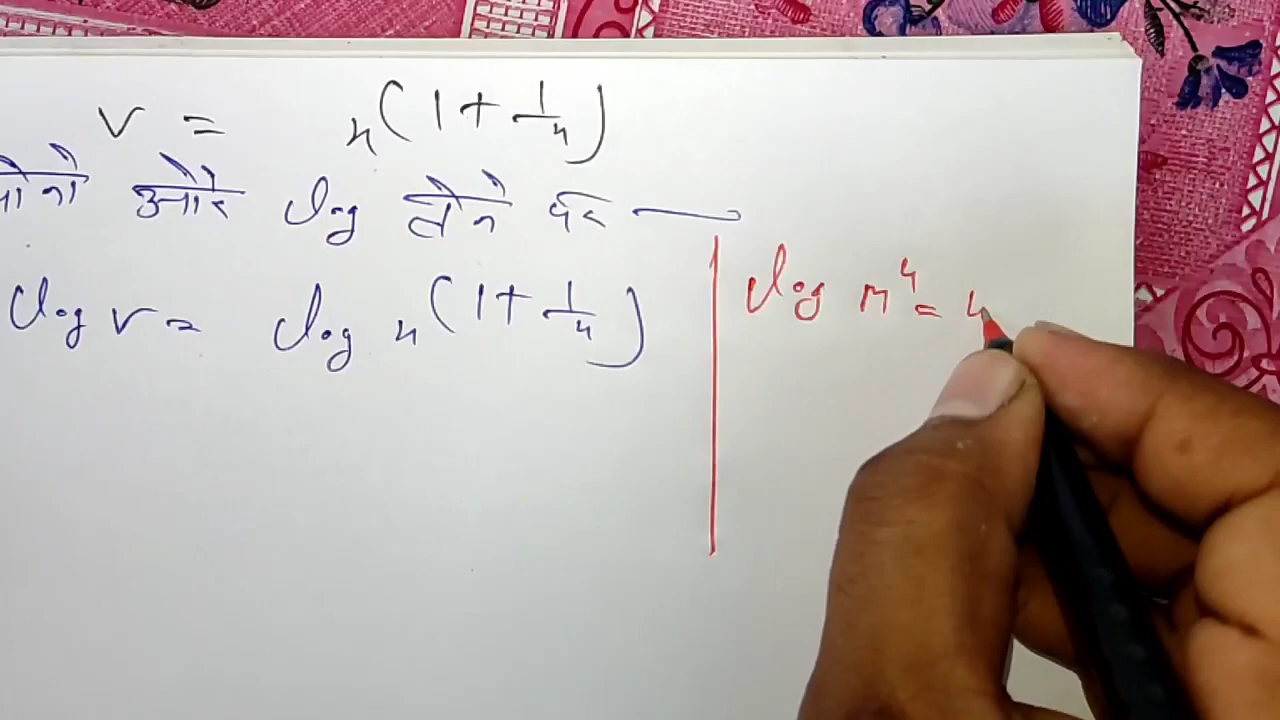 v = x^(1 + 1/x)
दोनो ओर log लेने पर —
log v = log x^(1 + 1/x)
log m^n = n